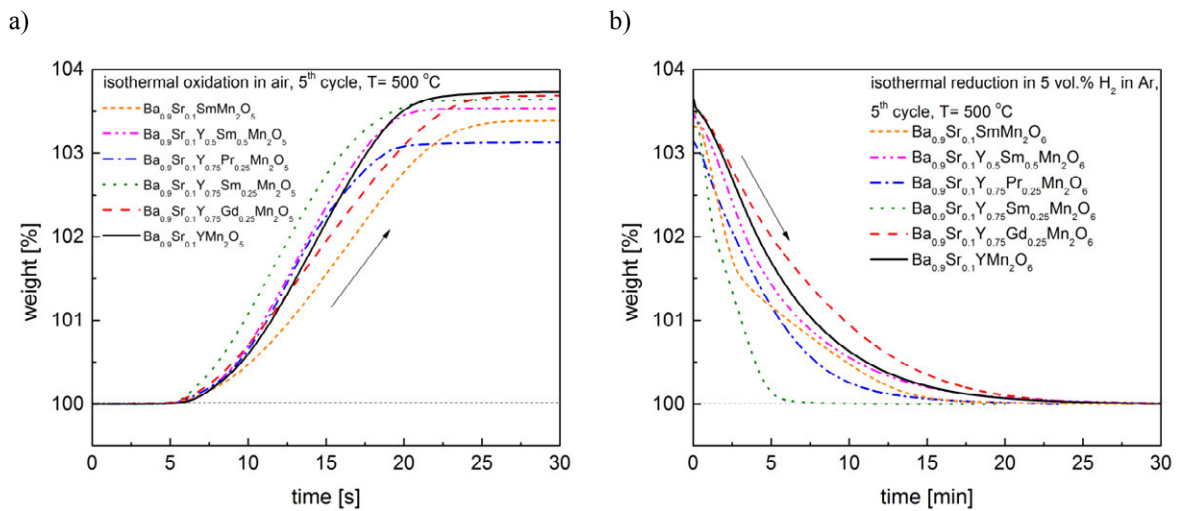 a)
isothermal oxidation in air, 5th cycle, T= 500 °C
Ba0.9Sr0.1SmMn2O5
Ba0.9Sr0.1Y0.5Sm0.5Mn2O5
Ba0.9Sr0.1Y0.75Pr0.25Mn2O5
Ba0.9Sr0.1Y0.75Sm0.25Mn2O5
Ba0.9Sr0.1Y0.75Gd0.25Mn2O5
Ba0.9Sr0.1YMn2O5
weight [%]
104
103
102
101
100
0 5 10 15 20 25 30
time [s]
b)
isothermal reduction in 5 vol.% H2 in Ar,
5th cycle, T= 500 °C
Ba0.9Sr0.1SmMn2O6
Ba0.9Sr0.1Y0.5Sm0.5Mn2O6
Ba0.9Sr0.1Y0.75Pr0.25Mn2O6
Ba0.9Sr0.1Y0.75Sm0.25Mn2O6
Ba0.9Sr0.1Y0.75Gd0.25Mn2O6
Ba0.9Sr0.1YMn2O6
weight [%]
104
103
102
101
100
0 5 10 15 20 25 30
time [min]